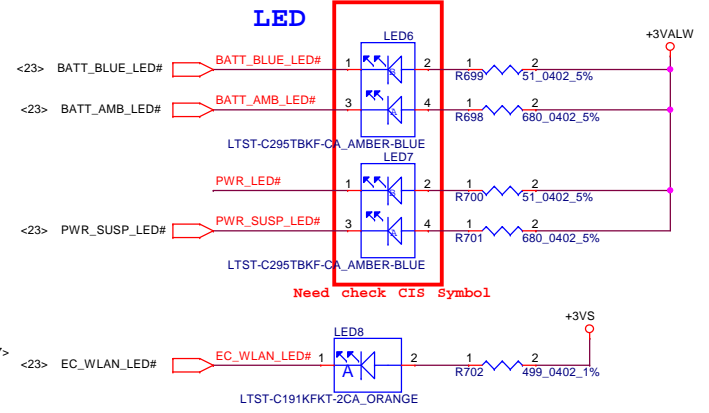 LED
+3VALW
LED6
<23> BATT_BLUE_LED# BATT_BLUE_LED# 1 B 2 1 2
R699 51_0402_5%
<23> BATT_AMB_LED# BATT_AMB_LED# 3 A 4 1 2
R698 680_0402_5%
LTST-C295TBKF-CA_AMBER-BLUE
LED7
PWR_LED# 1 B 2 1 2
R700 51_0402_5%
<23> PWR_SUSP_LED# PWR_SUSP_LED# 3 A 4 1 2
R701 680_0402_5%
LTST-C295TBKF-CA_AMBER-BLUE
Need check CIS Symbol
+3VS
LED8
<23> EC_WLAN_LED# EC_WLAN_LED# 1 A 2 1 2
R702 499_0402_1%
LTST-C191KFKT-2CA_ORANGE